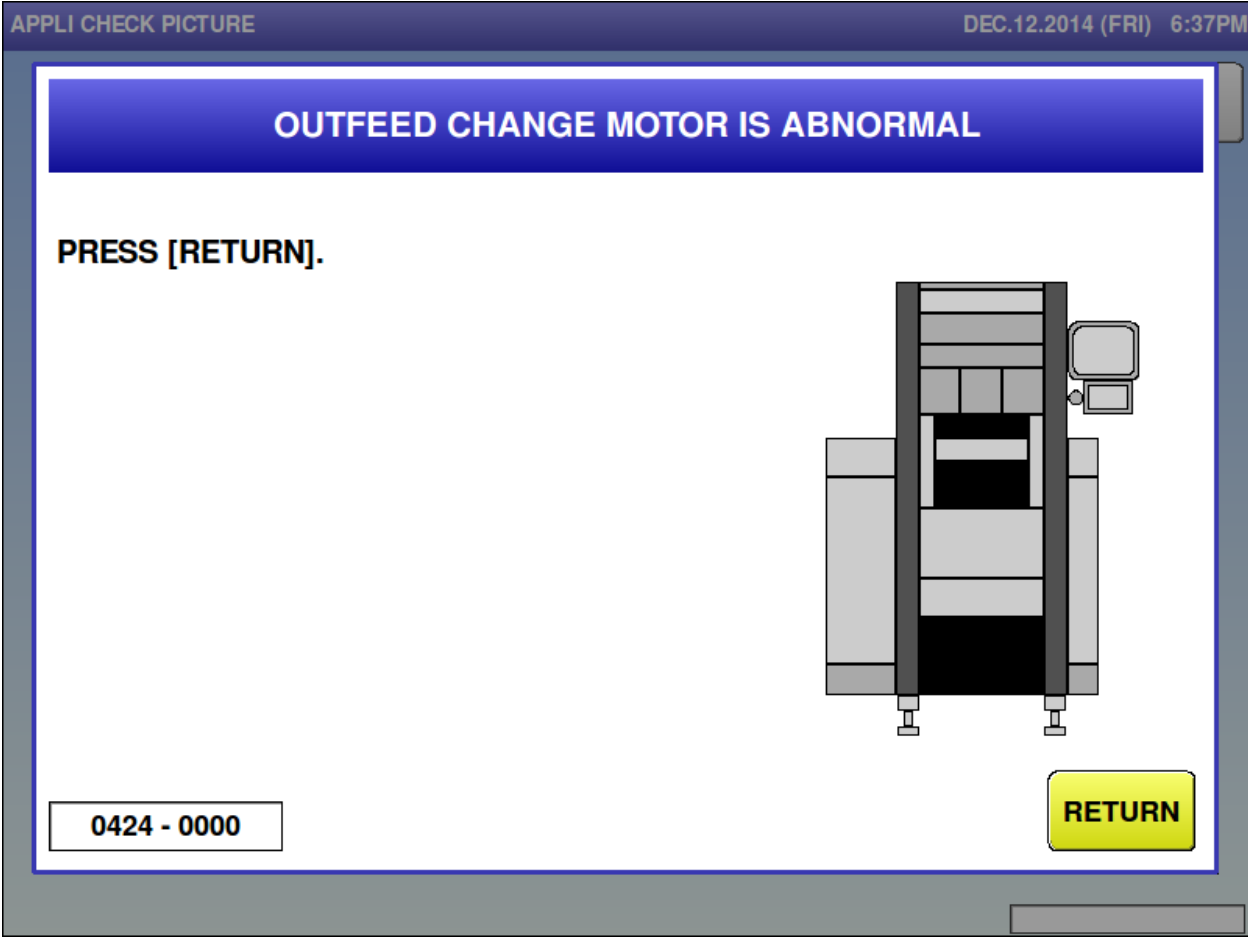 APPLI CHECK PICTURE DEC.12.2014 (FRI) 6:37PM
OUTFEED CHANGE MOTOR IS ABNORMAL
PRESS [RETURN].
0424 - 0000
RETURN